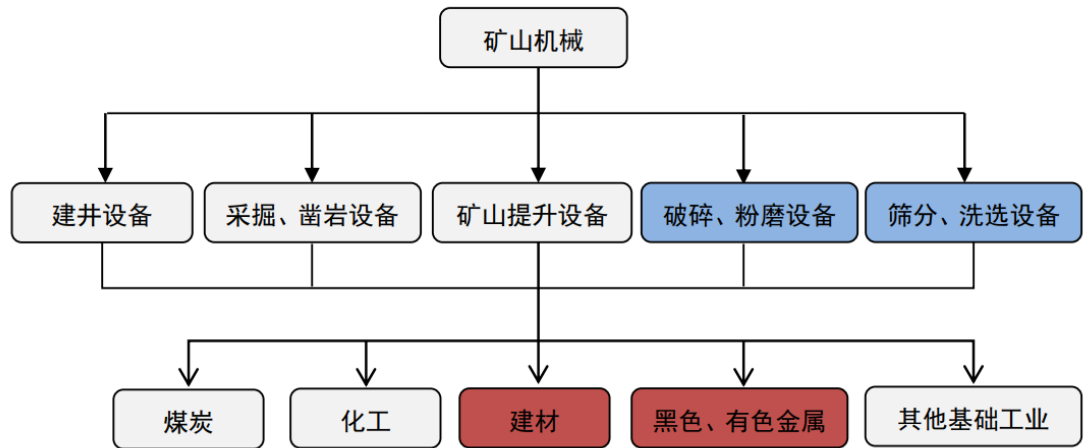 矿山机械
建井设备
采掘、凿岩设备
矿山提升设备
破碎、粉磨设备
筛分、洗选设备
煤炭
化工
建材
黑色、有色金属
其他基础工业